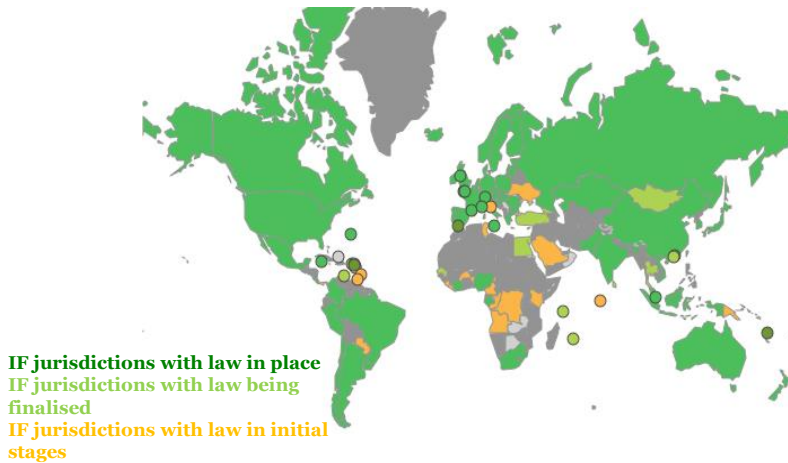 IF jurisdictions with law in place
IF jurisdictions with law being
finalised
IF jurisdictions with law in initial
stages